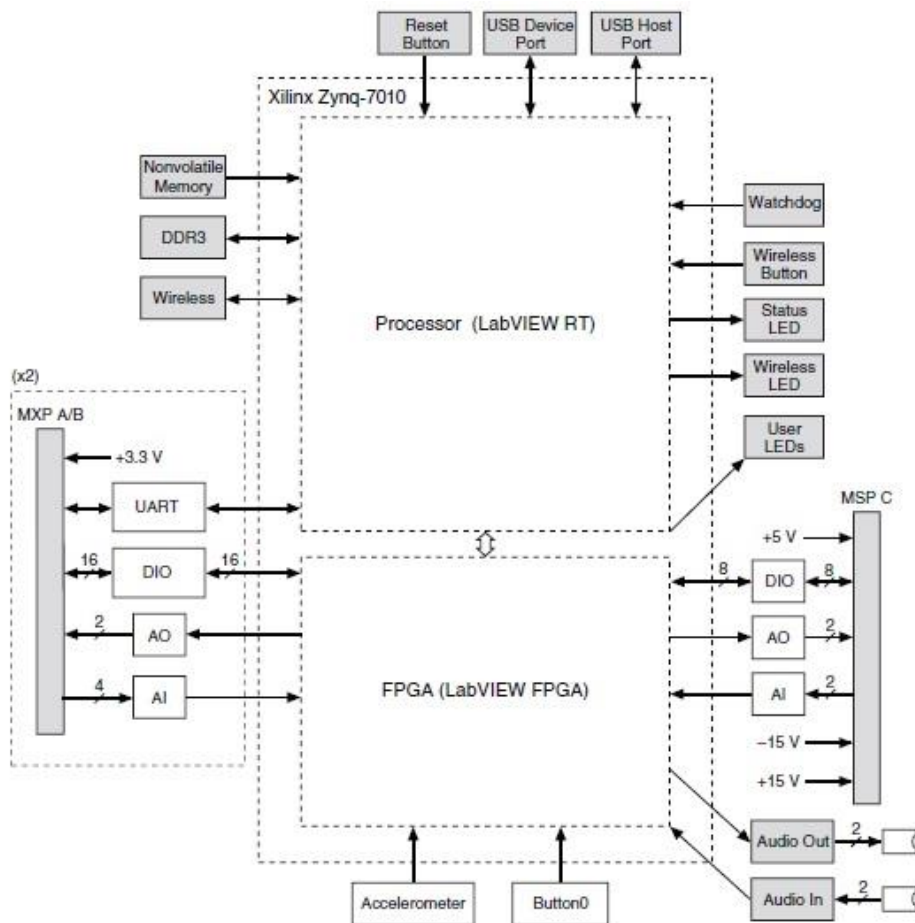 Reset
Button
USB Device
Port
USB Host
Port
Xilinx Zynq-7010
Nonvolatile
Memory
DDR3
Wireless
Watchdog
Wireless
Button
Status
LED
Wireless
LED
User
LEDs
Processor (LabVIEW RT)
(x2)
MXP A/B
+3.3 V
UART
16
DIO
16
2
AO
4
AI
FPGA (LabVIEW FPGA)
MSP C
+5 V
8
DIO
8
AO
2
AI
2
–15 V
+15 V
Audio Out
2
Audio In
2
Accelerometer
Button0